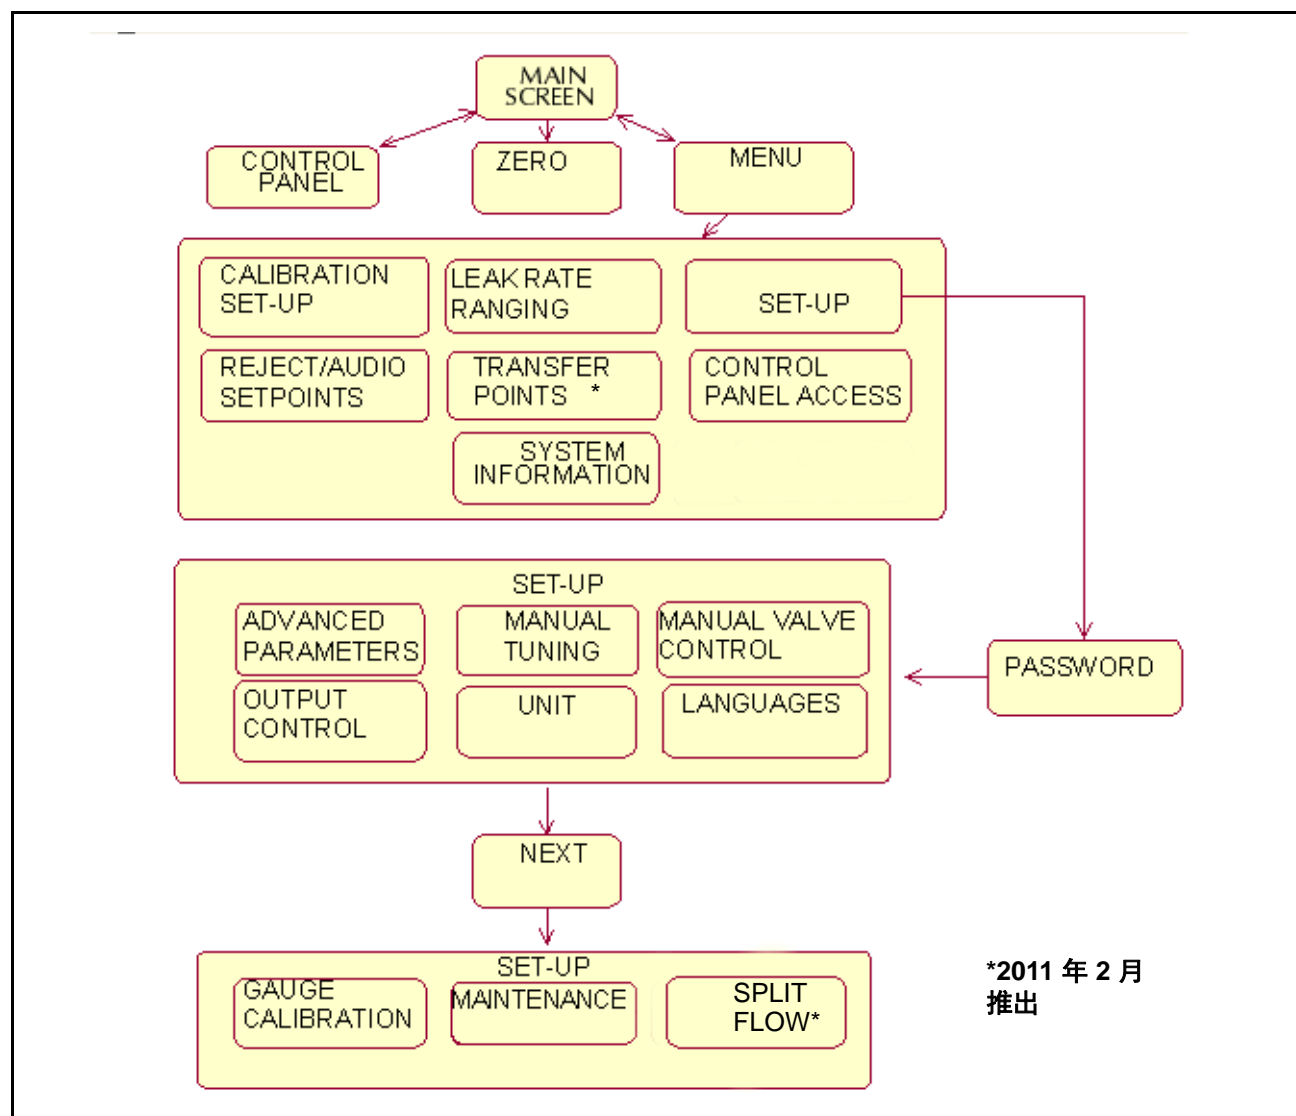 MAIN
SCREEN
CONTROL
PANEL
ZERO
MENU
CALIBRATION
SET-UP
LEAK RATE
RANGING
SET-UP
REJECT/AUDIO
SETPOINTS
TRANSFER
POINTS *
CONTROL
PANEL ACCESS
SYSTEM
INFORMATION
SET-UP
ADVANCED
PARAMETERS
MANUAL
TUNING
MANUAL VALVE
CONTROL
PASSWORD
OUTPUT
CONTROL
UNIT
LANGUAGES
NEXT
SET-UP
GAUGE
CALIBRATION
MAINTENANCE
SPLIT
FLOW*
*2011 年 2 月
推出